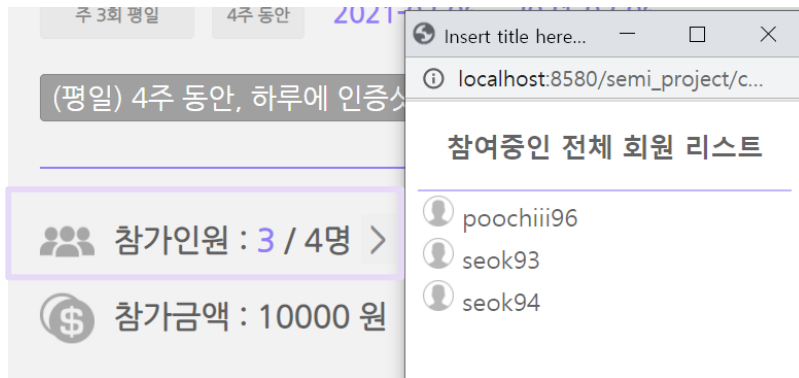 주 3회 평일 4주 동안
(평일) 4주 동안, 하루에 인증
참가인원 : 3 / 4명 >
참가금액 : 10000 원
Insert title here...
localhost:8580/semi_project/c...
참여중인 전체 회원 리스트
poochiii96
seok93
seok94